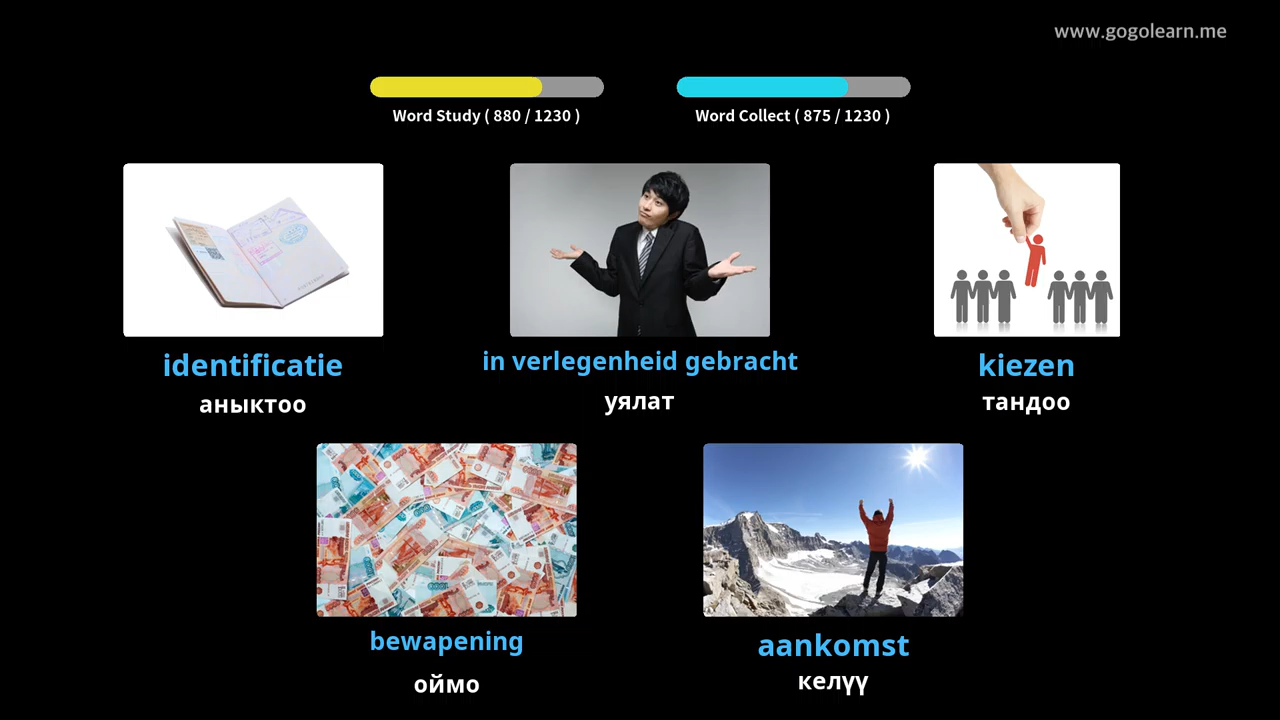 www.gogolearn.me
Word Study ( 880 / 1230 )
Word Collect ( 875 / 1230 )
identificatie
аныктоо
in verlegenheid gebracht
уялат
kiezen
тандоо
bewapening
оймо
aankomst
келүү